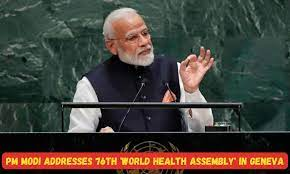 PM MODI ADDRESSES 76TH 'WORLD HEALTH ASSEMBLY' IN GENEVA